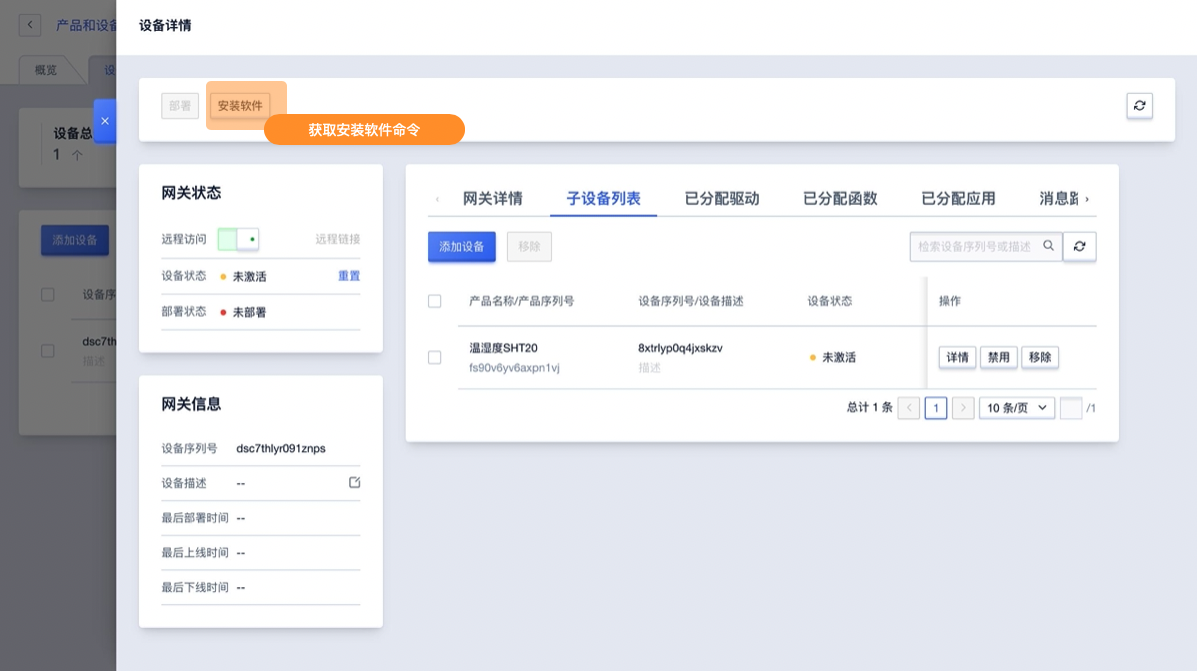 产品和设备
设备详情
概览
设
部署
安装软件
获取安装软件命令
设备总
1 个
添加设备
设备序
dsc7th
描述
网关状态
远程访问
远程链接
设备状态
未激活
重置
部署状态
未部署
网关信息
设备序列号
dsc7thlyr091znps
设备描述
--
最后部署时间
--
最后上线时间
--
最后下线时间
--
网关详情
子设备列表
已分配驱动
已分配函数
已分配应用
消息路
添加设备
移除
检索设备序列号或描述
产品名称/产品序列号
设备序列号/设备描述
设备状态
操作
温湿度SHT20
fs90v6yv6axpn1vj
8xtrlyp0q4jxskzv
描述
未激活
详情
禁用
移除
总计 1 条
1
10 条/页
/1